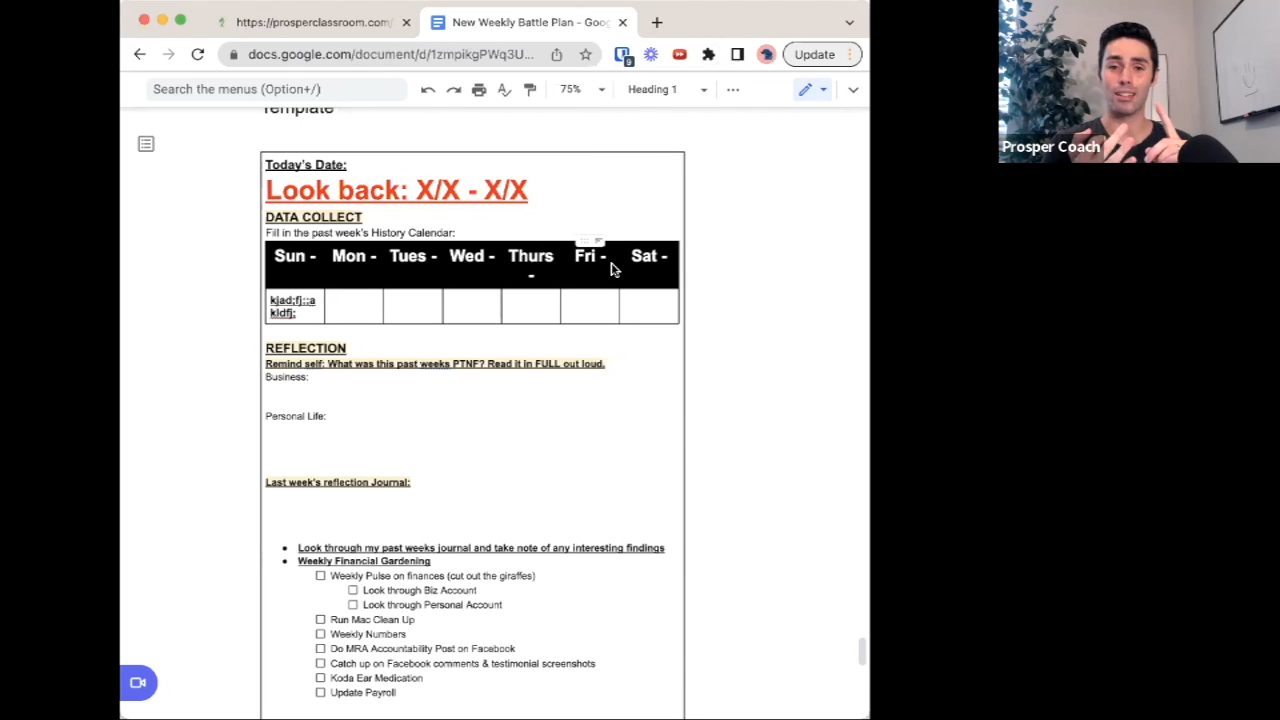 https://prosperclassroom.com/
New Weekly Battle Plan - Goo
docs.google.com/document/d/1zmpikgPWq3U...
9
Update
Search the menus (Option+/)
75%
Heading 1
Prosper Coach
Template
Today's Date:
Look back: X/X - X/X
DATA COLLECT
Fill in the past week's History Calendar:
Sun - Mon - Tues - Wed - Thurs - Fri - Sat -
kjad;fj;;a
kldfj;
REFLECTION
Remind self: What was this past weeks PTNF? Read it in FULL out loud.
Business:
Personal Life:
Last week's reflection Journal:
Look through my past weeks journal and take note of any interesting findings
Weekly Financial Gardening
Weekly Pulse on finances (cut out the giraffes)
Look through Biz Account
Look through Personal Account
Run Mac Clean Up
Weekly Numbers
Do MRA Accountability Post on Facebook
Catch up on Facebook comments & testimonial screenshots
Koda Ear Medication
Update Payroll